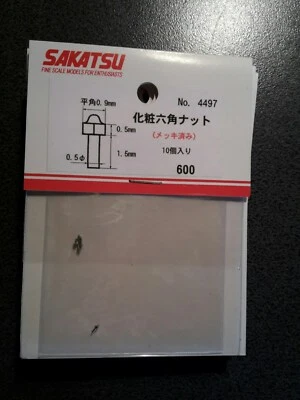 SAKATSU
FINE SCALE MODELS FOR ENTHUSIASTS
No. 4497
平角0.9mm
化粧六角ナット
0.5mm
(メッキ済み)
10個入り
0.5φ
1.5mm
600